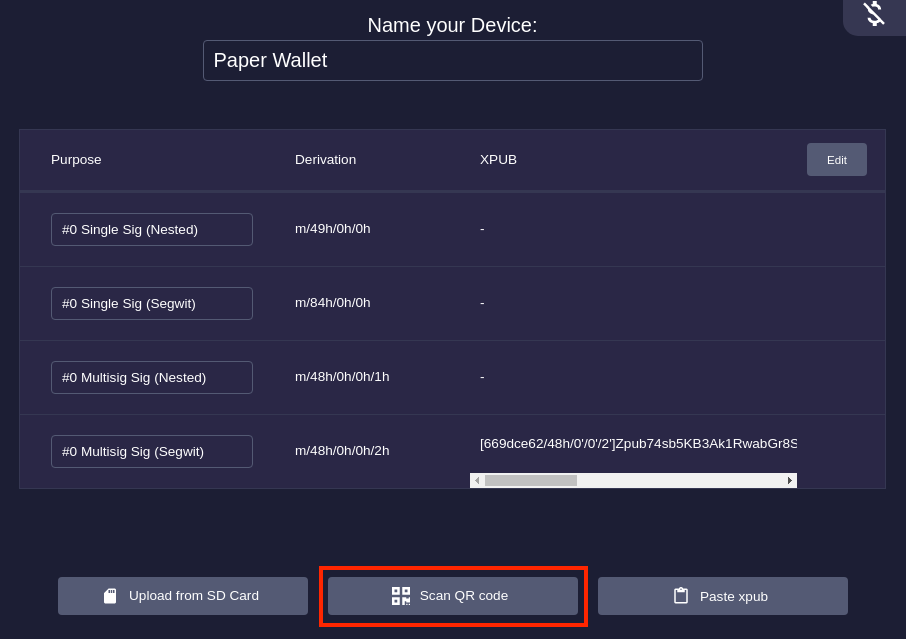 Name your Device:
Paper Wallet
Purpose Derivation XPUB Edit
#0 Single Sig (Nested) m/49h/0h/0h -
#0 Single Sig (Segwit) m/84h/0h/0h -
#0 Multisig Sig (Nested) m/48h/0h/0h/1h -
#0 Multisig Sig (Segwit) m/48h/0h/0h/2h [669dce62/48h/0'/0'/2']Zpub74sb5KB3Ak1RwabGr8S
Upload from SD Card Scan QR code Paste xpub